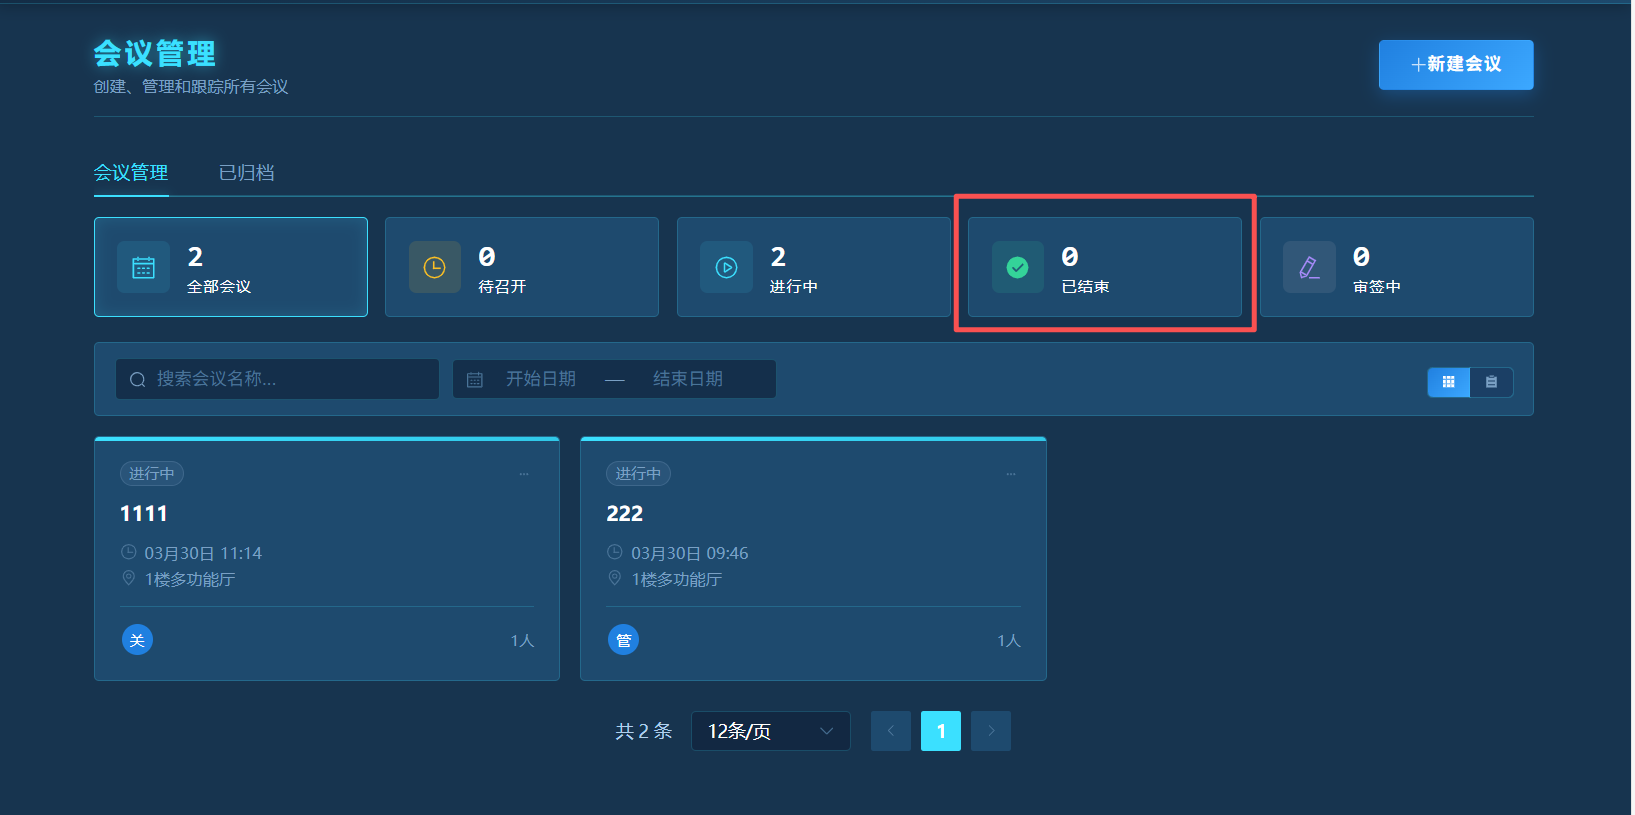 会议管理
创建、管理和跟踪所有会议
+新建会议
会议管理 已归档
2
全部会议
0
待召开
2
进行中
0
已结束
0
审签中
搜索会议名称...
开始日期 — 结束日期
进行中 ···
1111
03月30日 11:14
1楼多功能厅
关 1人
进行中 ···
222
03月30日 09:46
1楼多功能厅
管 1人
共 2 条 12条/页 1